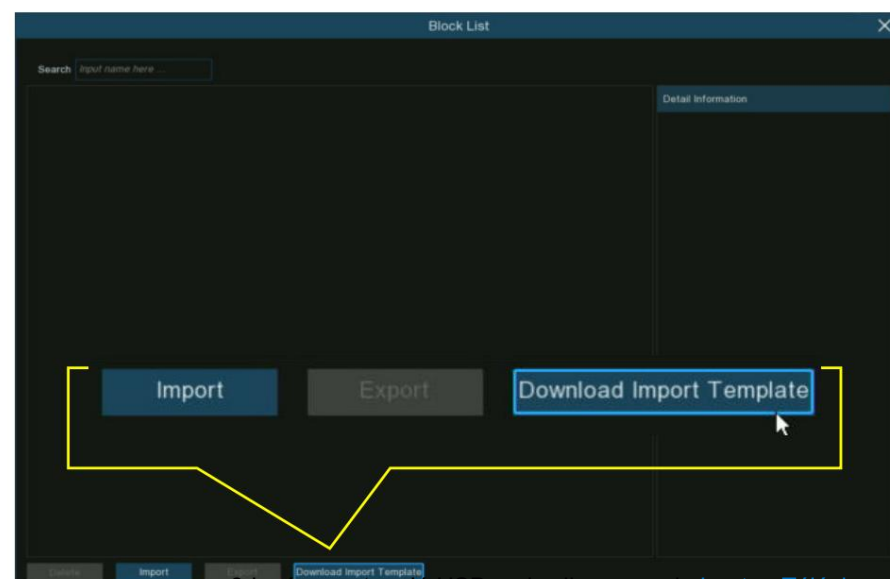 Block List
Search Input name here ...
Detail Information
Import Export Download Import Template
Delete Import Export Download Import Template